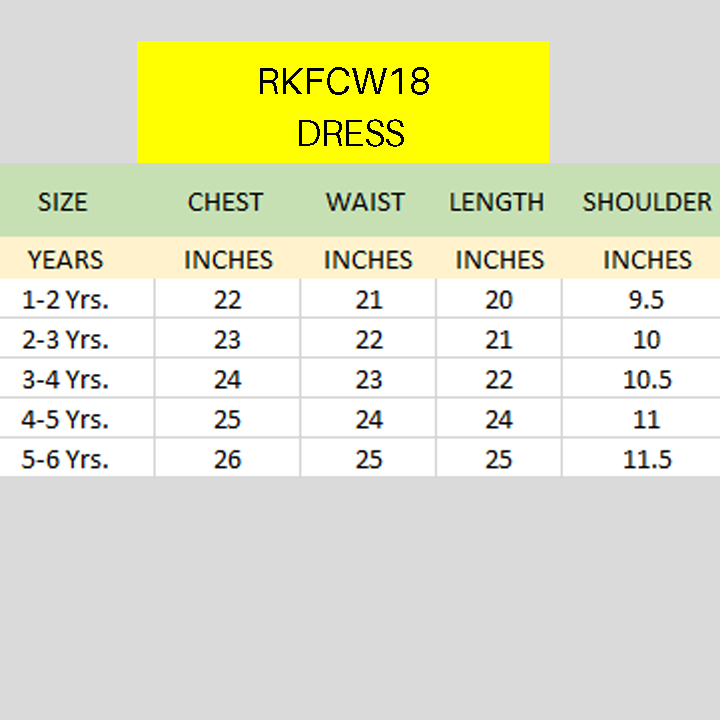 RKFCW18
DRESS
SIZE CHEST WAIST LENGTH SHOULDER
YEARS INCHES INCHES INCHES INCHES
1-2 Yrs. 22 21 20 9.5
2-3 Yrs. 23 22 21 10
3-4 Yrs. 24 23 22 10.5
4-5 Yrs. 25 24 24 11
5-6 Yrs. 26 25 25 11.5